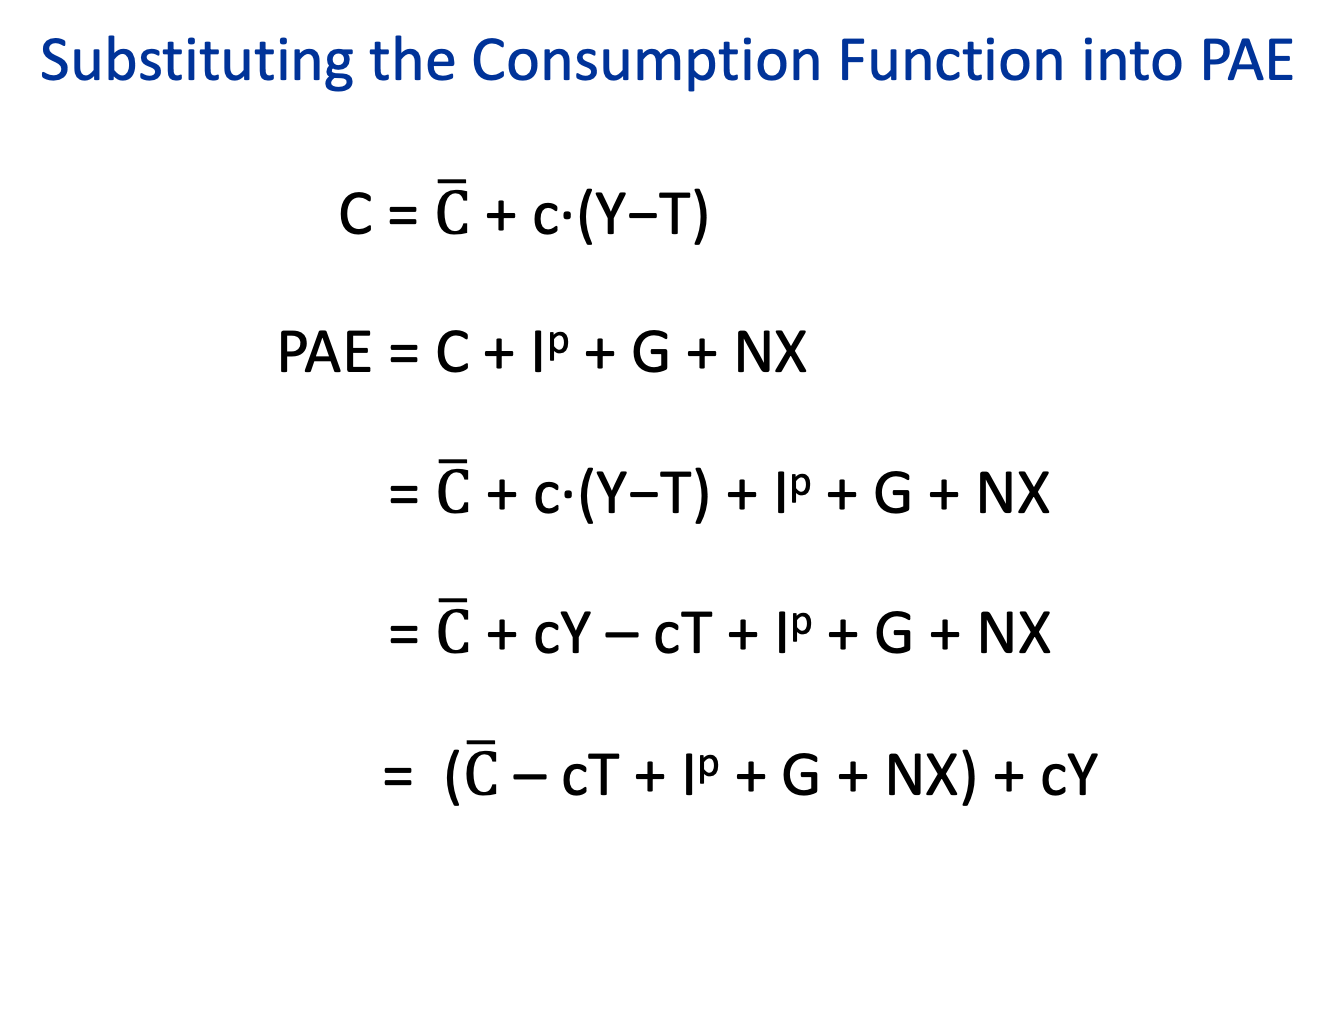 Substituting the Consumption Function into PAE
C = C̅ + c·(Y−T)
PAE = C + Iᵖ + G + NX
= C̅ + c·(Y−T) + Iᵖ + G + NX
= C̅ + cY – cT + Iᵖ + G + NX
= (C̅ – cT + Iᵖ + G + NX) + cY